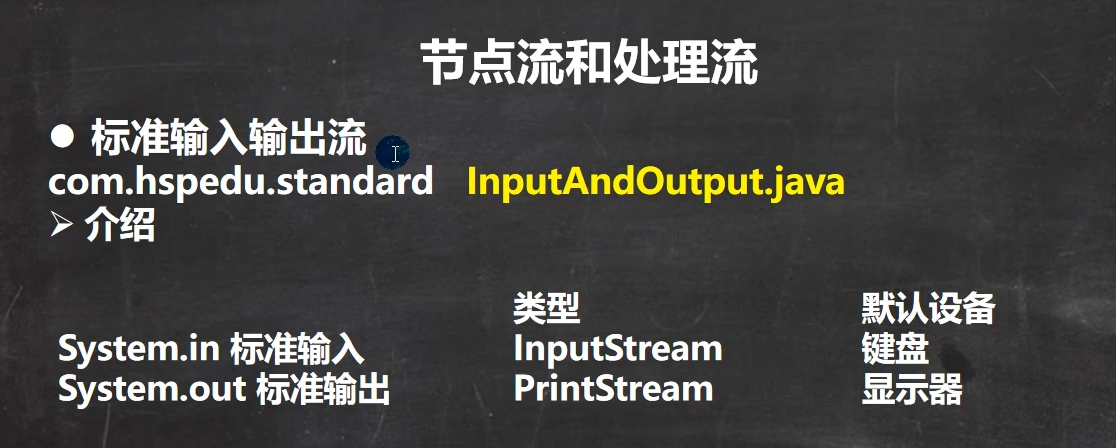 节点流和处理流
● 标准输入输出流
com.hspedu.standard InputAndOutput.java
➢ 介绍
类型 默认设备
System.in 标准输入 InputStream 键盘
System.out 标准输出 PrintStream 显示器